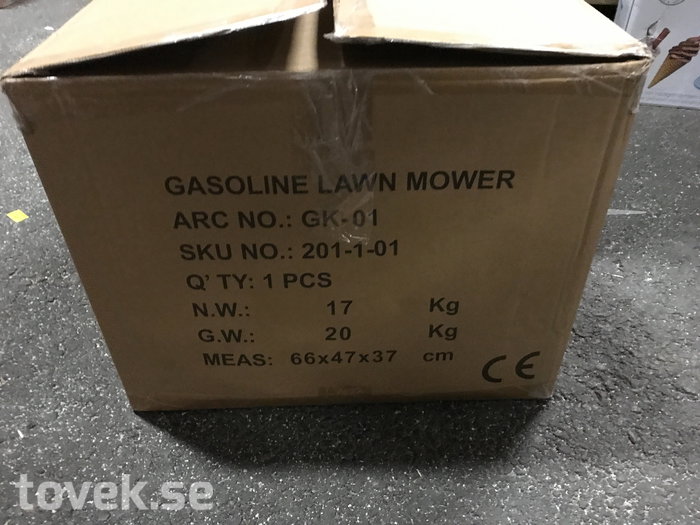 GASOLINE LAWN MOWER
ARC NO.: GK-01
SKU NO.: 201-1-01
Q' TY: 1 PCS
N.W.: 17 Kg
G.W.: 20 Kg
MEAS: 66x47x37 cm
CE
tovek.se